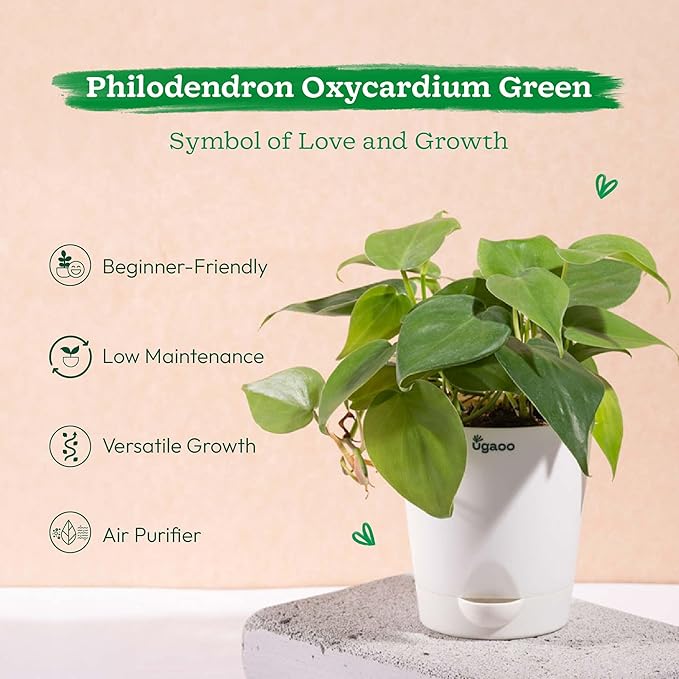 Philodendron Oxycardium Green
Symbol of Love and Growth
Beginner-Friendly
Low Maintenance
Versatile Growth
Air Purifier
ugaoo